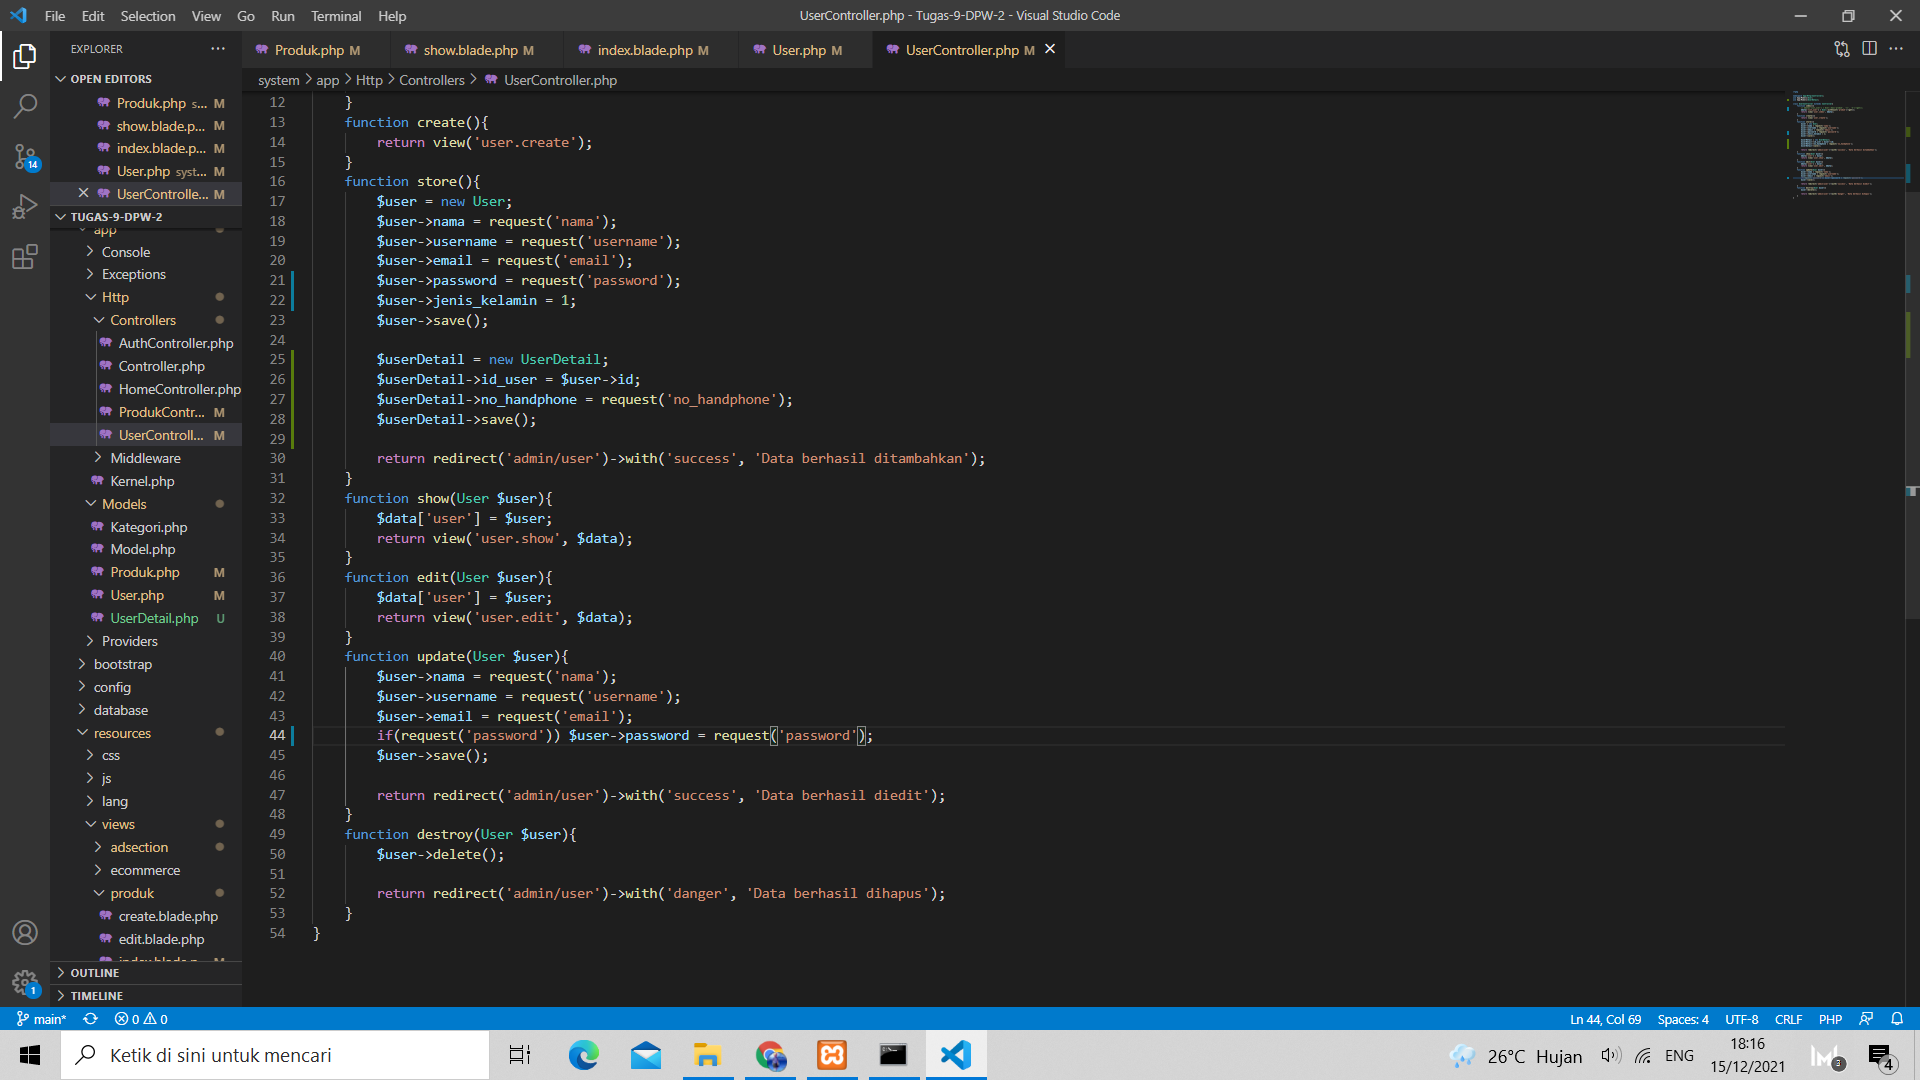 File Edit Selection View Go Run Terminal Help
UserController.php - Tugas-9-DPW-2 - Visual Studio Code
EXPLORER
OPEN EDITORS
Produk.php s... M
show.blade.p... M
index.blade.p... M
User.php syst... M
UserControlle... M
TUGAS-9-DPW-2
app
Console
Exceptions
Http
Controllers
AuthController.php
Controller.php
HomeController.php
ProdukContr... M
UserControll... M
Middleware
Kernel.php
Models
Kategori.php
Model.php
Produk.php M
User.php M
UserDetail.php U
Providers
bootstrap
config
database
resources
css
js
lang
views
adsection
ecommerce
produk
create.blade.php
edit.blade.php
OUTLINE
TIMELINE
14
1
Produk.php M
show.blade.php M
index.blade.php M
User.php M
UserController.php M
system > app > Http > Controllers > UserController.php
12 }
13 function create(){
14 return view('user.create');
15 }
16 function store(){
17 $user = new User;
18 $user->nama = request('nama');
19 $user->username = request('username');
20 $user->email = request('email');
21 $user->password = request('password');
22 $user->jenis_kelamin = 1;
23 $user->save();
24
25 $userDetail = new UserDetail;
26 $userDetail->id_user = $user->id;
27 $userDetail->no_handphone = request('no_handphone');
28 $userDetail->save();
29
30 return redirect('admin/user')->with('success', 'Data berhasil ditambahkan');
31 }
32 function show(User $user){
33 $data['user'] = $user;
34 return view('user.show', $data);
35 }
36 function edit(User $user){
37 $data['user'] = $user;
38 return view('user.edit', $data);
39 }
40 function update(User $user){
41 $user->nama = request('nama');
42 $user->username = request('username');
43 $user->email = request('email');
44 if(request('password')) $user->password = request('password');
45 $user->save();
46
47 return redirect('admin/user')->with('success', 'Data berhasil diedit');
48 }
49 function destroy(User $user){
50 $user->delete();
51
52 return redirect('admin/user')->with('danger', 'Data berhasil dihapus');
53 }
54 }
main* 0 0
Ln 44, Col 69 Spaces: 4 UTF-8 CRLF PHP
Ketik di sini untuk mencari
26°C Hujan
ENG
18:16
15/12/2021
3
4